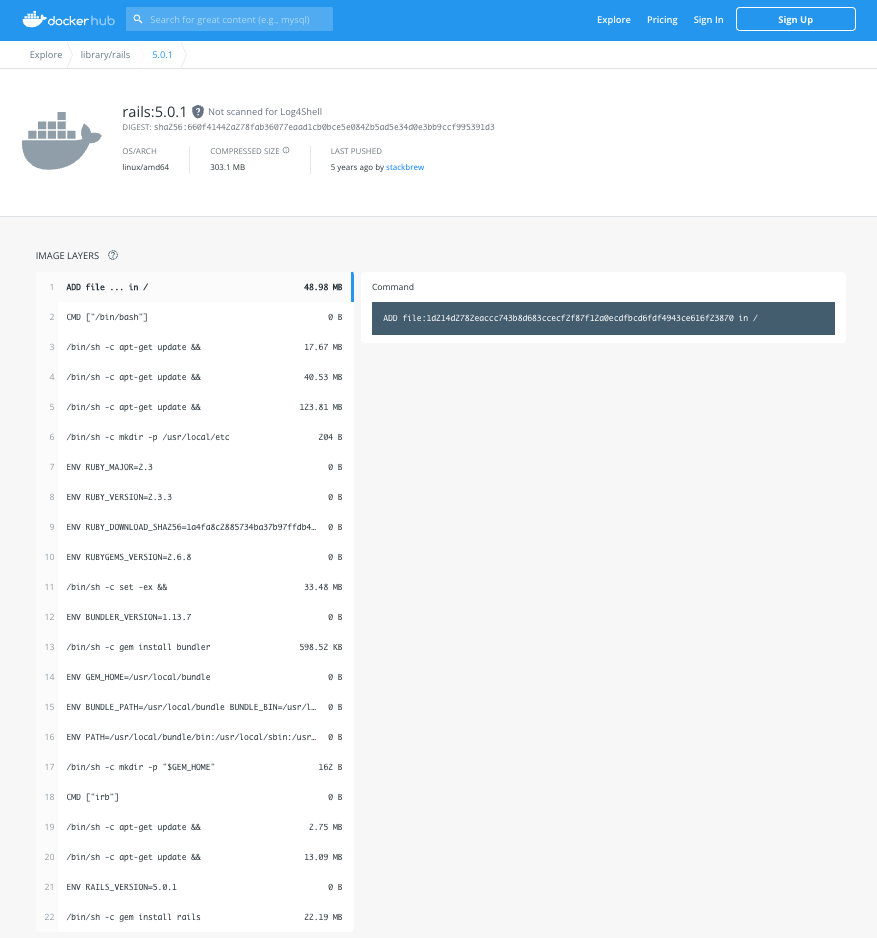 docker hub
Search for great content (e.g., mysql)
Explore
Pricing
Sign In
Sign Up
Explore
library/rails
5.0.1
rails:5.0.1
Not scanned for Log4Shell
DIGEST: sha256:660f41442a278fab36077eaad1cb0bce5e0842b5ad5e34d0e3bb9ccf995391d3
OS/ARCH
linux/amd64
COMPRESSED SIZE
303.1 MB
LAST PUSHED
5 years ago by stackbrew
IMAGE LAYERS
1 ADD file ... in / 48.98 MB
2 CMD ["/bin/bash"] 0 B
3 /bin/sh -c apt-get update && 17.67 MB
4 /bin/sh -c apt-get update && 40.53 MB
5 /bin/sh -c apt-get update && 123.81 MB
6 /bin/sh -c mkdir -p /usr/local/etc 204 B
7 ENV RUBY_MAJOR=2.3 0 B
8 ENV RUBY_VERSION=2.3.3 0 B
9 ENV RUBY_DOWNLOAD_SHA256=1a4fa8c2885734ba37b97ffdb4… 0 B
10 ENV RUBYGEMS_VERSION=2.6.8 0 B
11 /bin/sh -c set -ex && 33.48 MB
12 ENV BUNDLER_VERSION=1.13.7 0 B
13 /bin/sh -c gem install bundler 598.52 KB
14 ENV GEM_HOME=/usr/local/bundle 0 B
15 ENV BUNDLE_PATH=/usr/local/bundle BUNDLE_BIN=/usr/l… 0 B
16 ENV PATH=/usr/local/bundle/bin:/usr/local/sbin:/usr… 0 B
17 /bin/sh -c mkdir -p "$GEM_HOME" 162 B
18 CMD ["irb"] 0 B
19 /bin/sh -c apt-get update && 2.75 MB
20 /bin/sh -c apt-get update && 13.09 MB
21 ENV RAILS_VERSION=5.0.1 0 B
22 /bin/sh -c gem install rails 22.19 MB
Command
ADD file:1d214d2782eaccc743b8d683ccecf2f87f12a0ecdfbcd6fdf4943ce616f23870 in /